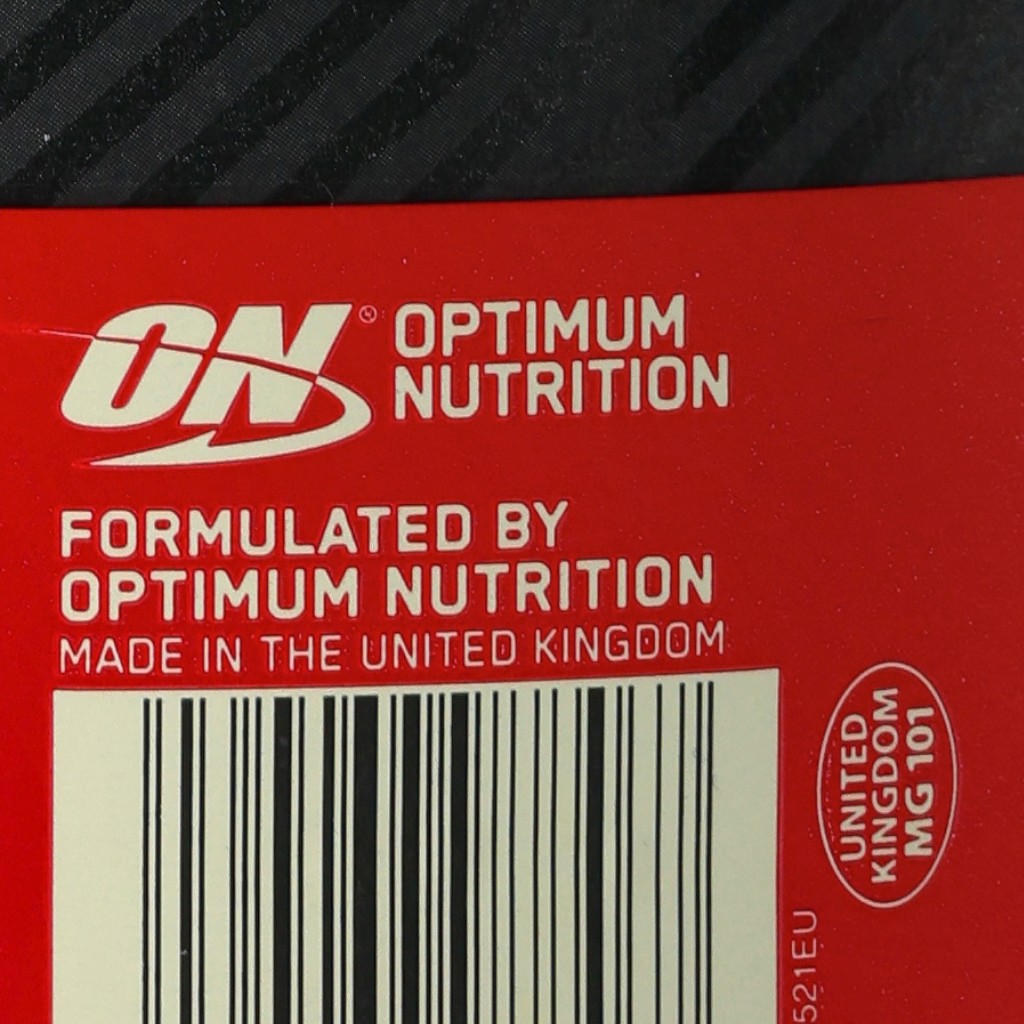 ON®
OPTIMUM
NUTRITION
FORMULATED BY
OPTIMUM NUTRITION
MADE IN THE UNITED KINGDOM
UNITED
KINGDOM
MG 101
521EU